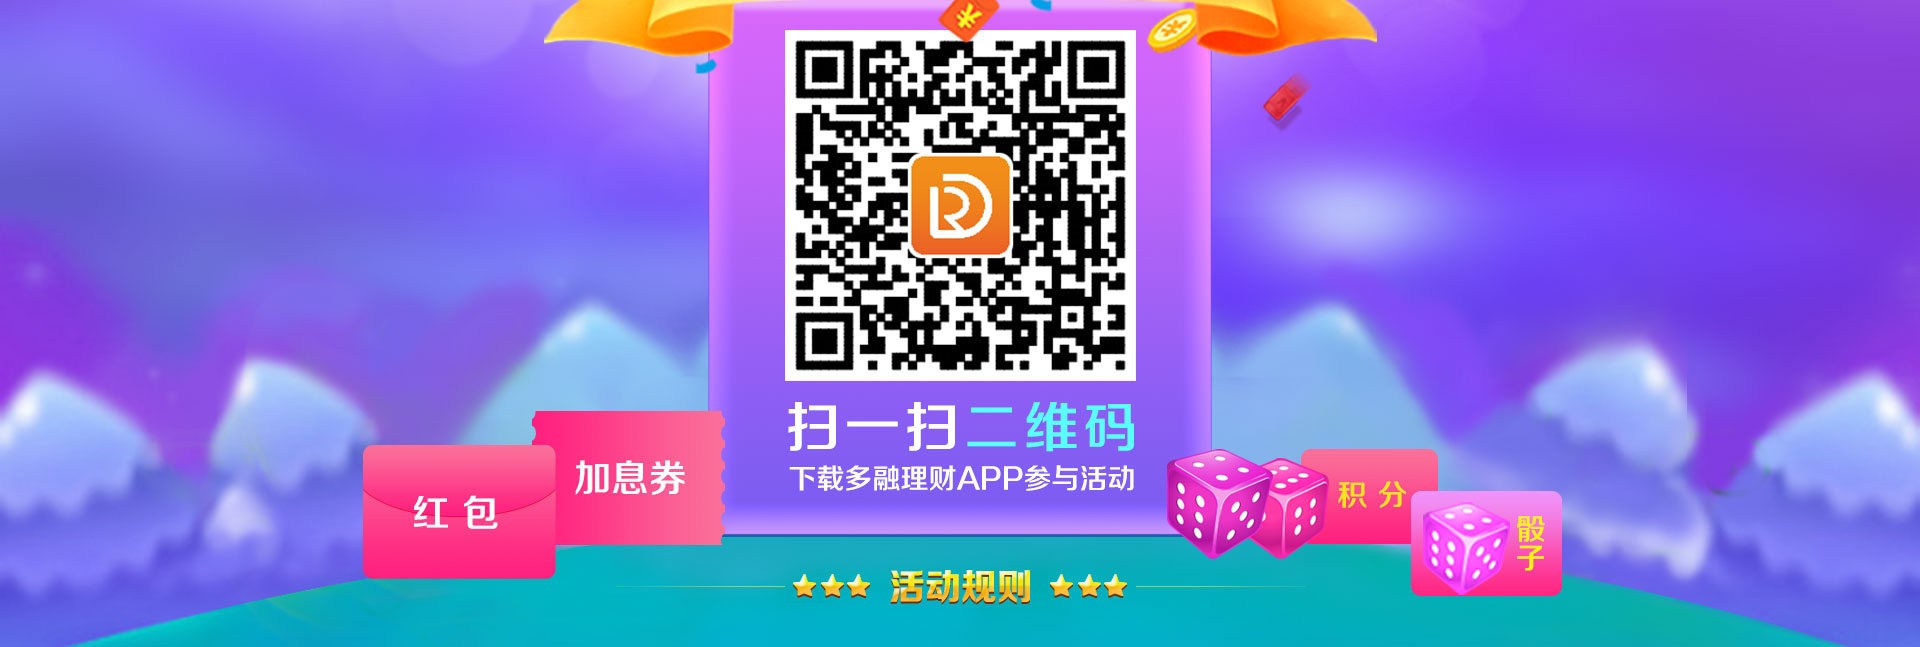 扫一扫二维码
下载多融理财APP参与活动
红包
加息券
积分
骰子
活动规则